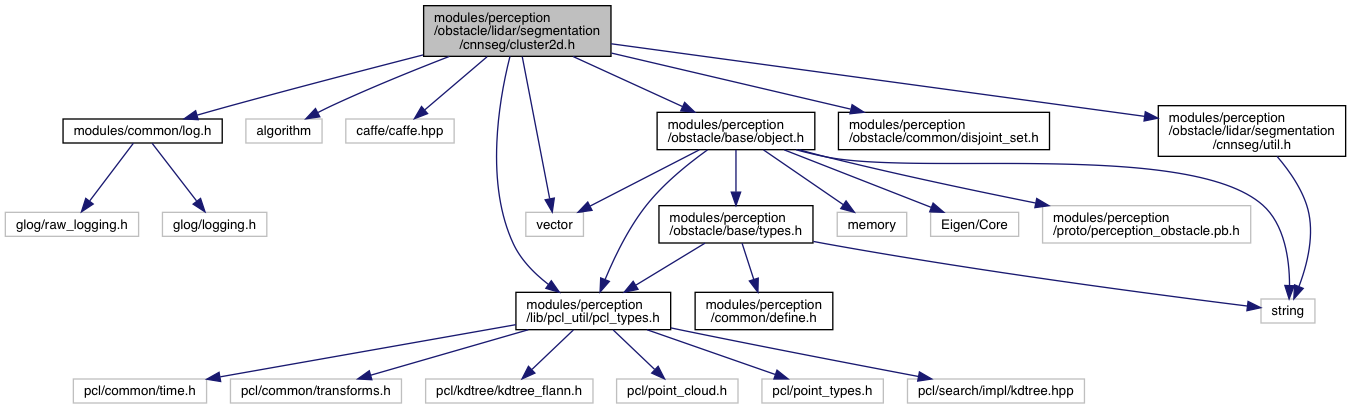 modules/perception
/obstacle/lidar/segmentation
/cnnseg/cluster2d.h
modules/common/log.h
algorithm
caffe/caffe.hpp
modules/perception
/obstacle/base/object.h
modules/perception
/obstacle/common/disjoint_set.h
modules/perception
/obstacle/lidar/segmentation
/cnnseg/util.h
glog/raw_logging.h
glog/logging.h
vector
modules/perception
/obstacle/base/types.h
memory
Eigen/Core
modules/perception
/proto/perception_obstacle.pb.h
modules/perception
/lib/pcl_util/pcl_types.h
modules/perception
/common/define.h
string
pcl/common/time.h
pcl/common/transforms.h
pcl/kdtree/kdtree_flann.h
pcl/point_cloud.h
pcl/point_types.h
pcl/search/impl/kdtree.hpp